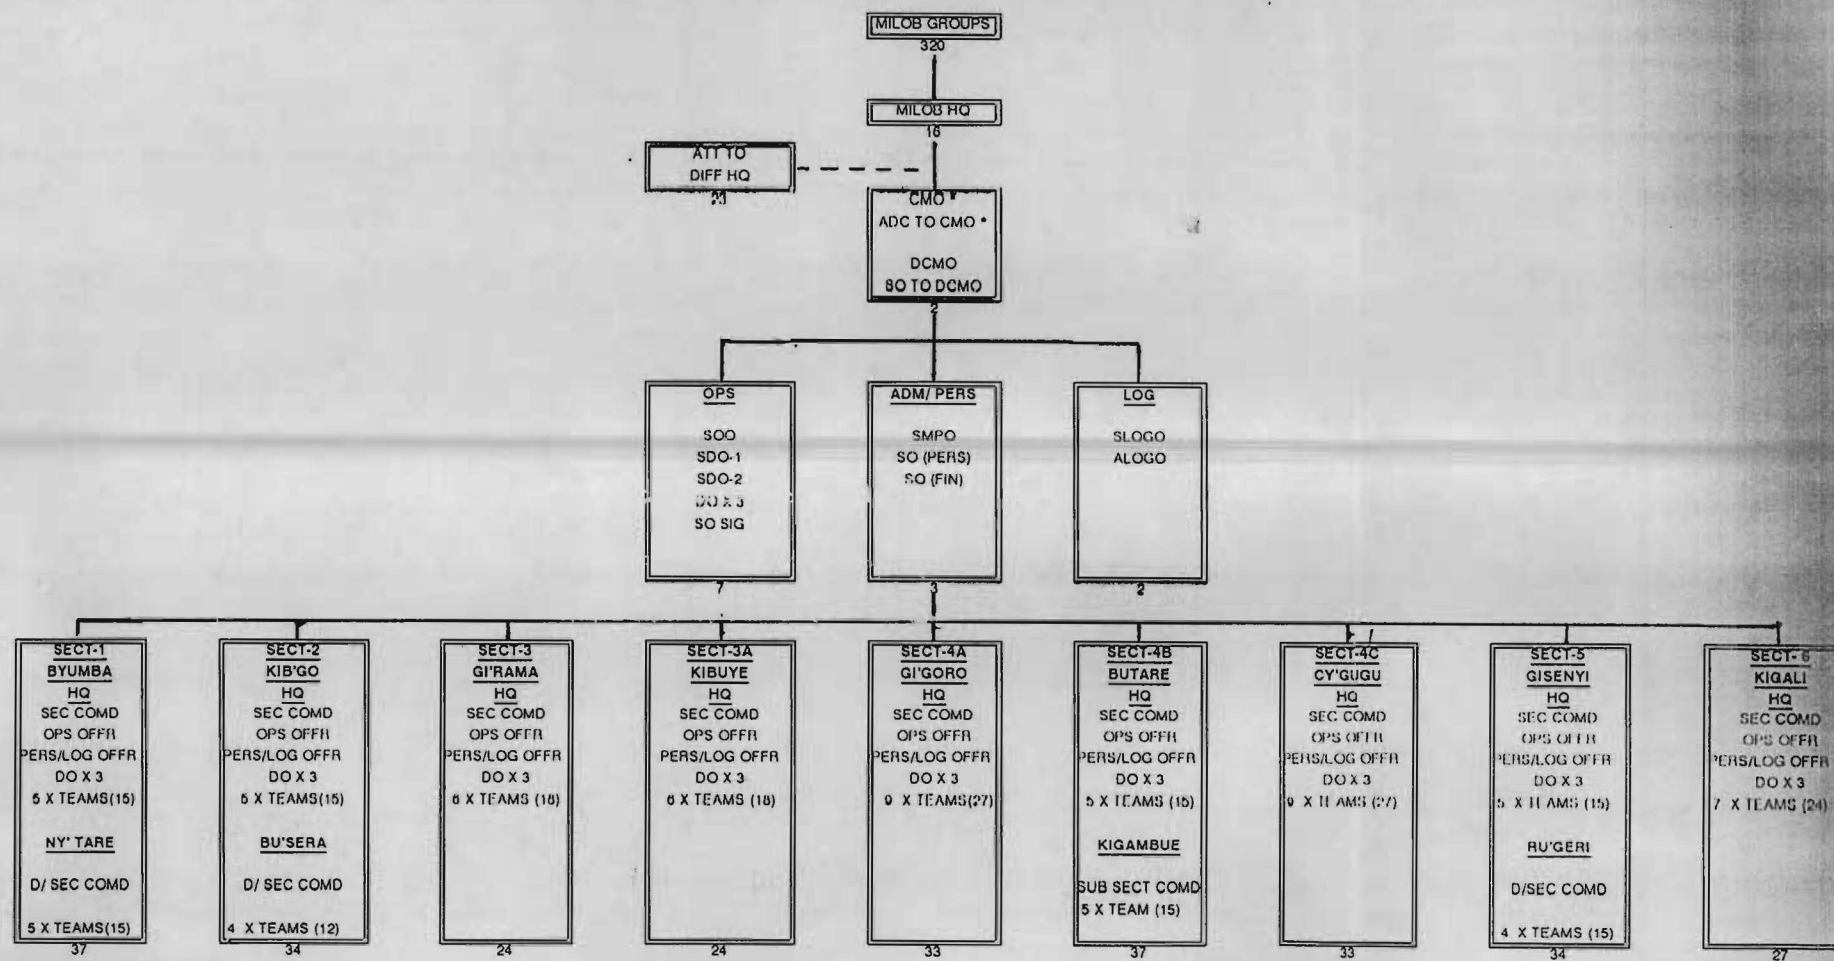 MILOB GROUPS
320
MILOB HQ
16
ATT TO
DIFF HQ
CMO *
ADC TO CMO *
DCMO
SO TO DCMO
2
OPS
SOO
SDO-1
SDO-2
DO X 3
SO SIG
7
ADM/ PERS
SMPO
SO (PERS)
SO (FIN)
3
LOG
SLOGO
ALOGO
2
SECT-1
BYUMBA
HQ
SEC COMD
OPS OFFR
PERS/LOG OFFR
DO X 3
5 X TEAMS(15)
NY' TARE
D/ SEC COMD
5 X TEAMS(15)
37
SECT-2
KIB'GO
HQ
SEC COMD
OPS OFFR
PERS/LOG OFFR
DO X 3
5 X TEAMS(15)
BU'SERA
D/ SEC COMD
4 X TEAMS (12)
34
SECT-3
GI'RAMA
HQ
SEC COMD
OPS OFFR
PERS/LOG OFFR
DO X 3
6 X TEAMS (18)
24
SECT-3A
KIBUYE
HQ
SEC COMD
OPS OFFR
PERS/LOG OFFR
DO X 3
6 X TEAMS (18)
24
SECT-4A
GI'GORO
HQ
SEC COMD
OPS OFFR
PERS/LOG OFFR
DO X 3
9 X TEAMS(27)
33
SECT-4B
BUTARE
HQ
SEC COMD
OPS OFFR
PERS/LOG OFFR
DO X 3
5 X TEAMS (15)
KIGAMBUE
SUB SECT COMD
5 X TEAM (15)
37
SECT-4C
CY'GUGU
HQ
SEC COMD
OPS OFFR
PERS/LOG OFFR
DO X 3
9 X TEAMS (27)
33
SECT-5
GISENYI
HQ
SEC COMD
OPS OFFR
PERS/LOG OFFR
DO X 3
5 X TEAMS (15)
RU'GERI
D/SEC COMD
4 X TEAMS (15)
34
SECT- 6
KIGALI
HQ
SEC COMD
OPS OFFR
PERS/LOG OFFR
DO X 3
7 X TEAMS (24)
27